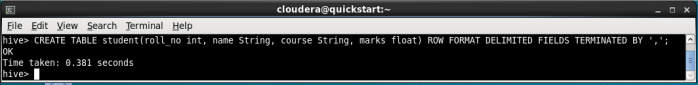 cloudera@quickstart:~
File Edit View Search Terminal Help
hive> CREATE TABLE student(roll_no int, name String, course String, marks float) ROW FORMAT DELIMITED FIELDS TERMINATED BY ',';
OK
Time taken: 0.381 seconds
hive>